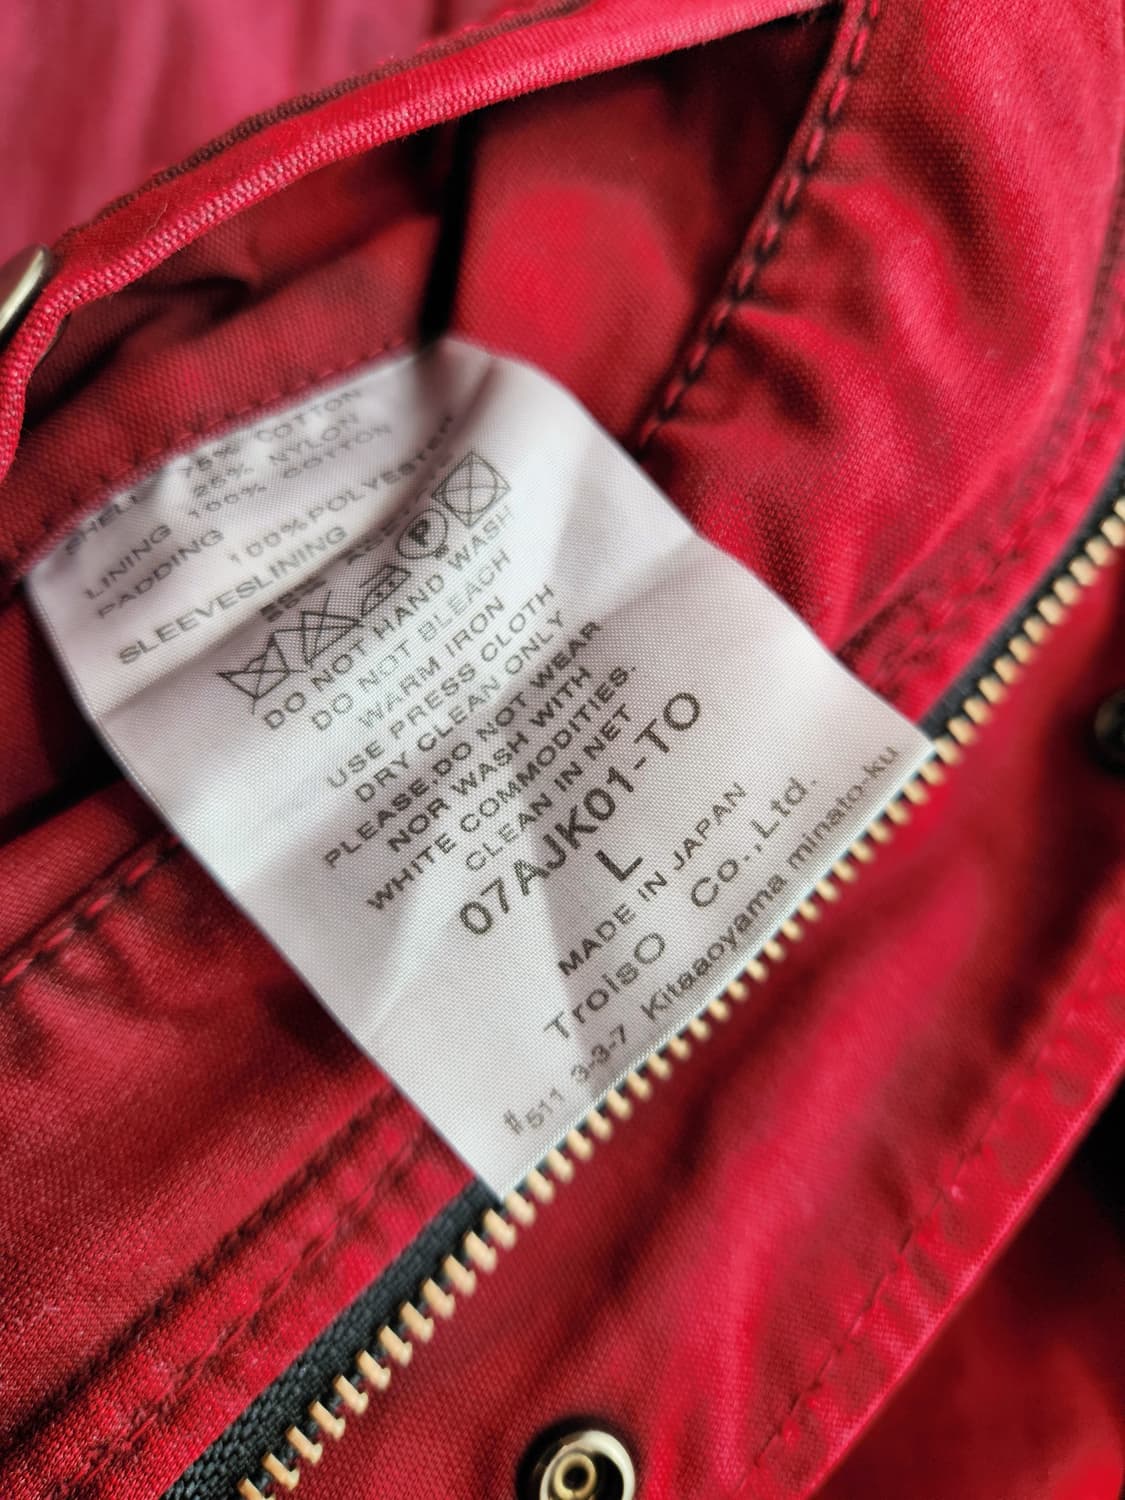 SHELL 75% COTTON
25% NYLON
LINING 100% COTTON
PADDING
100% POLYESTER
SLEEVESLINING
P
DO NOT HAND WASH
DO NOT BLEACH
WARM IRON
USE PRESS CLOTH
DRY CLEAN ONLY
PLEASE.DO NOT WEAR
NOR WASH WITH
WHITE COMMODITIES.
CLEAN IN NET
07AJK01-TO
L
MADE IN JAPAN
TroisO Co.,Ltd.
#511 3-3-7 Kitaaoyama minato-ku